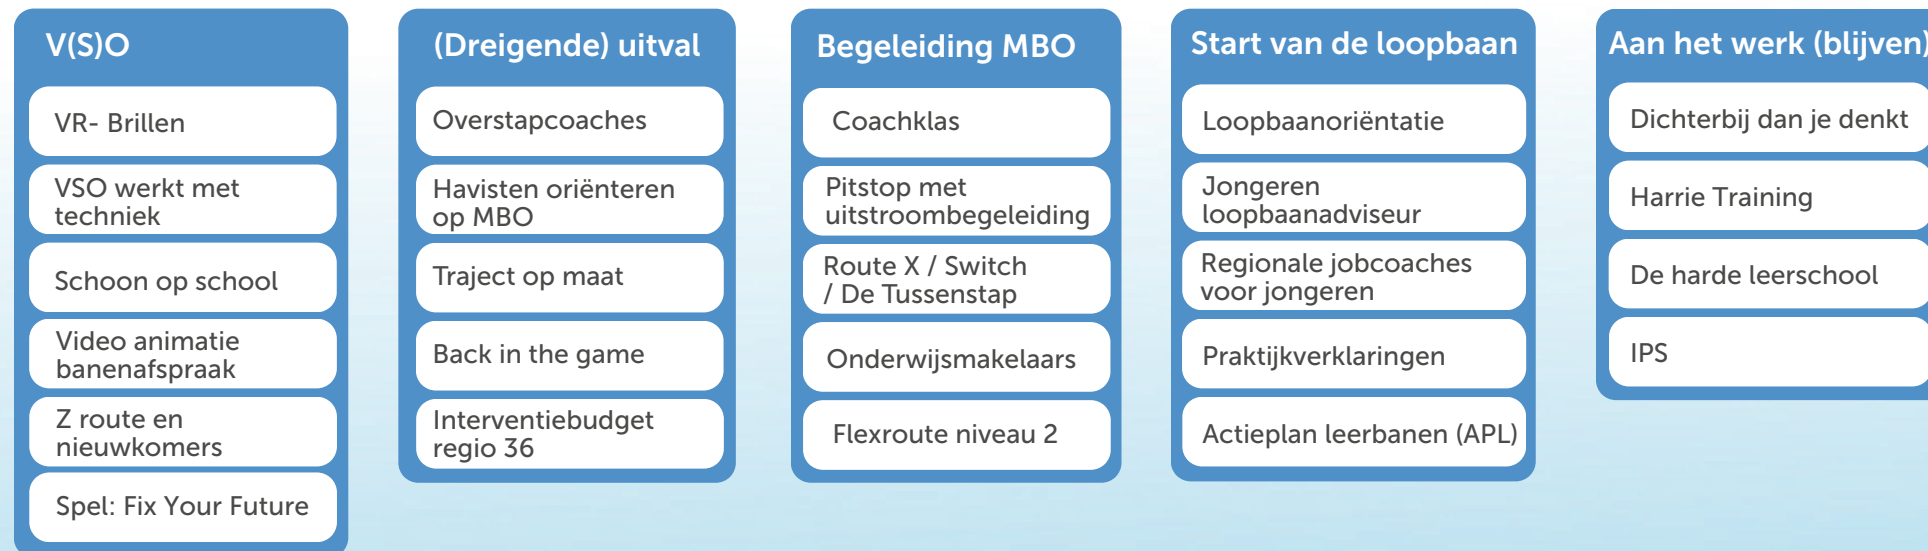 V(S)O
VR- Brillen
VSO werkt met
techniek
Schoon op school
Video animatie
banenafspraak
Z route en
nieuwkomers
Spel: Fix Your Future
(Dreigende) uitval
Overstapcoaches
Havisten oriënteren
op MBO
Traject op maat
Back in the game
Interventiebudget
regio 36
Begeleiding MBO
Coachklas
Pitstop met
uitstroombegeleiding
Route X / Switch
/ De Tussenstap
Onderwijsmakelaars
Flexroute niveau 2
Start van de loopbaan
Loopbaanoriëntatie
Jongeren
loopbaanadviseur
Regionale jobcoaches
voor jongeren
Praktijkverklaringen
Actieplan leerbanen (APL)
Aan het werk (blijven)
Dichterbij dan je denkt
Harrie Training
De harde leerschool
IPS